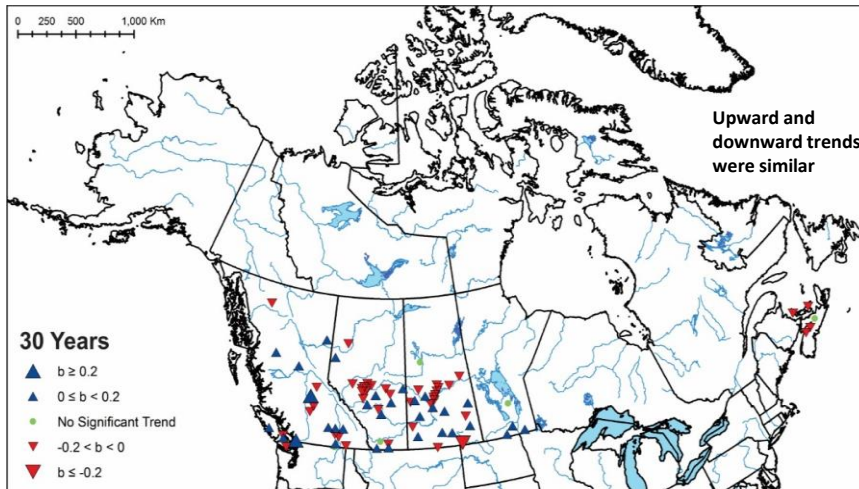 0 250 500 1,000 Km
Upward and
downward trends
were similar
30 Years
b ≥ 0.2
0 ≤ b < 0.2
No Significant Trend
-0.2 < b < 0
b ≤ -0.2